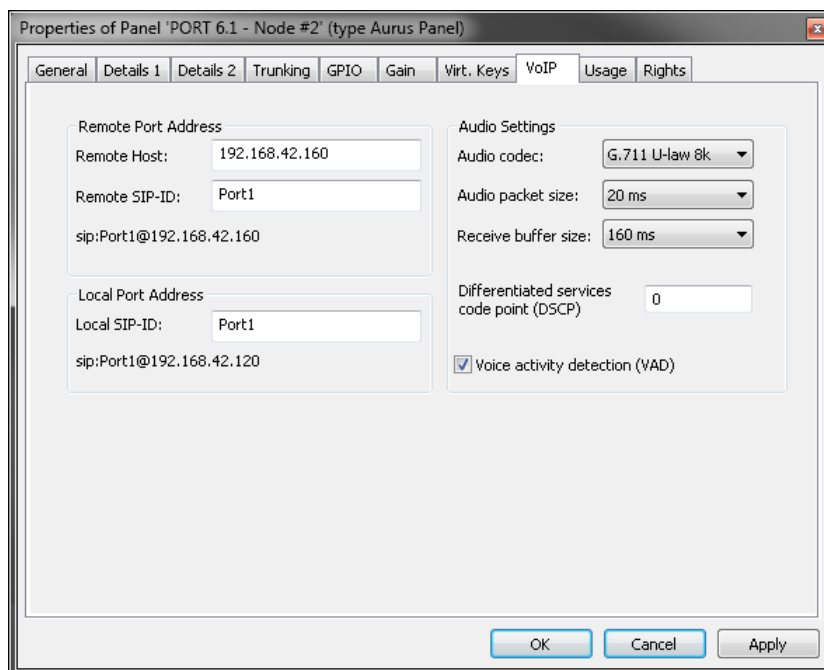 Properties of Panel 'PORT 6.1 - Node #2' (type Aurus Panel)
General Details 1 Details 2 Trunking GPIO Gain Virt. Keys VoIP Usage Rights
Remote Port Address
Remote Host: 192.168.42.160
Remote SIP-ID: Port1
sip:Port1@192.168.42.160
Local Port Address
Local SIP-ID: Port1
sip:Port1@192.168.42.120
Audio Settings
Audio codec: G.711 U-law 8k
Audio packet size: 20 ms
Receive buffer size: 160 ms
Differentiated services
code point (DSCP) 0
Voice activity detection (VAD)
OK Cancel Apply